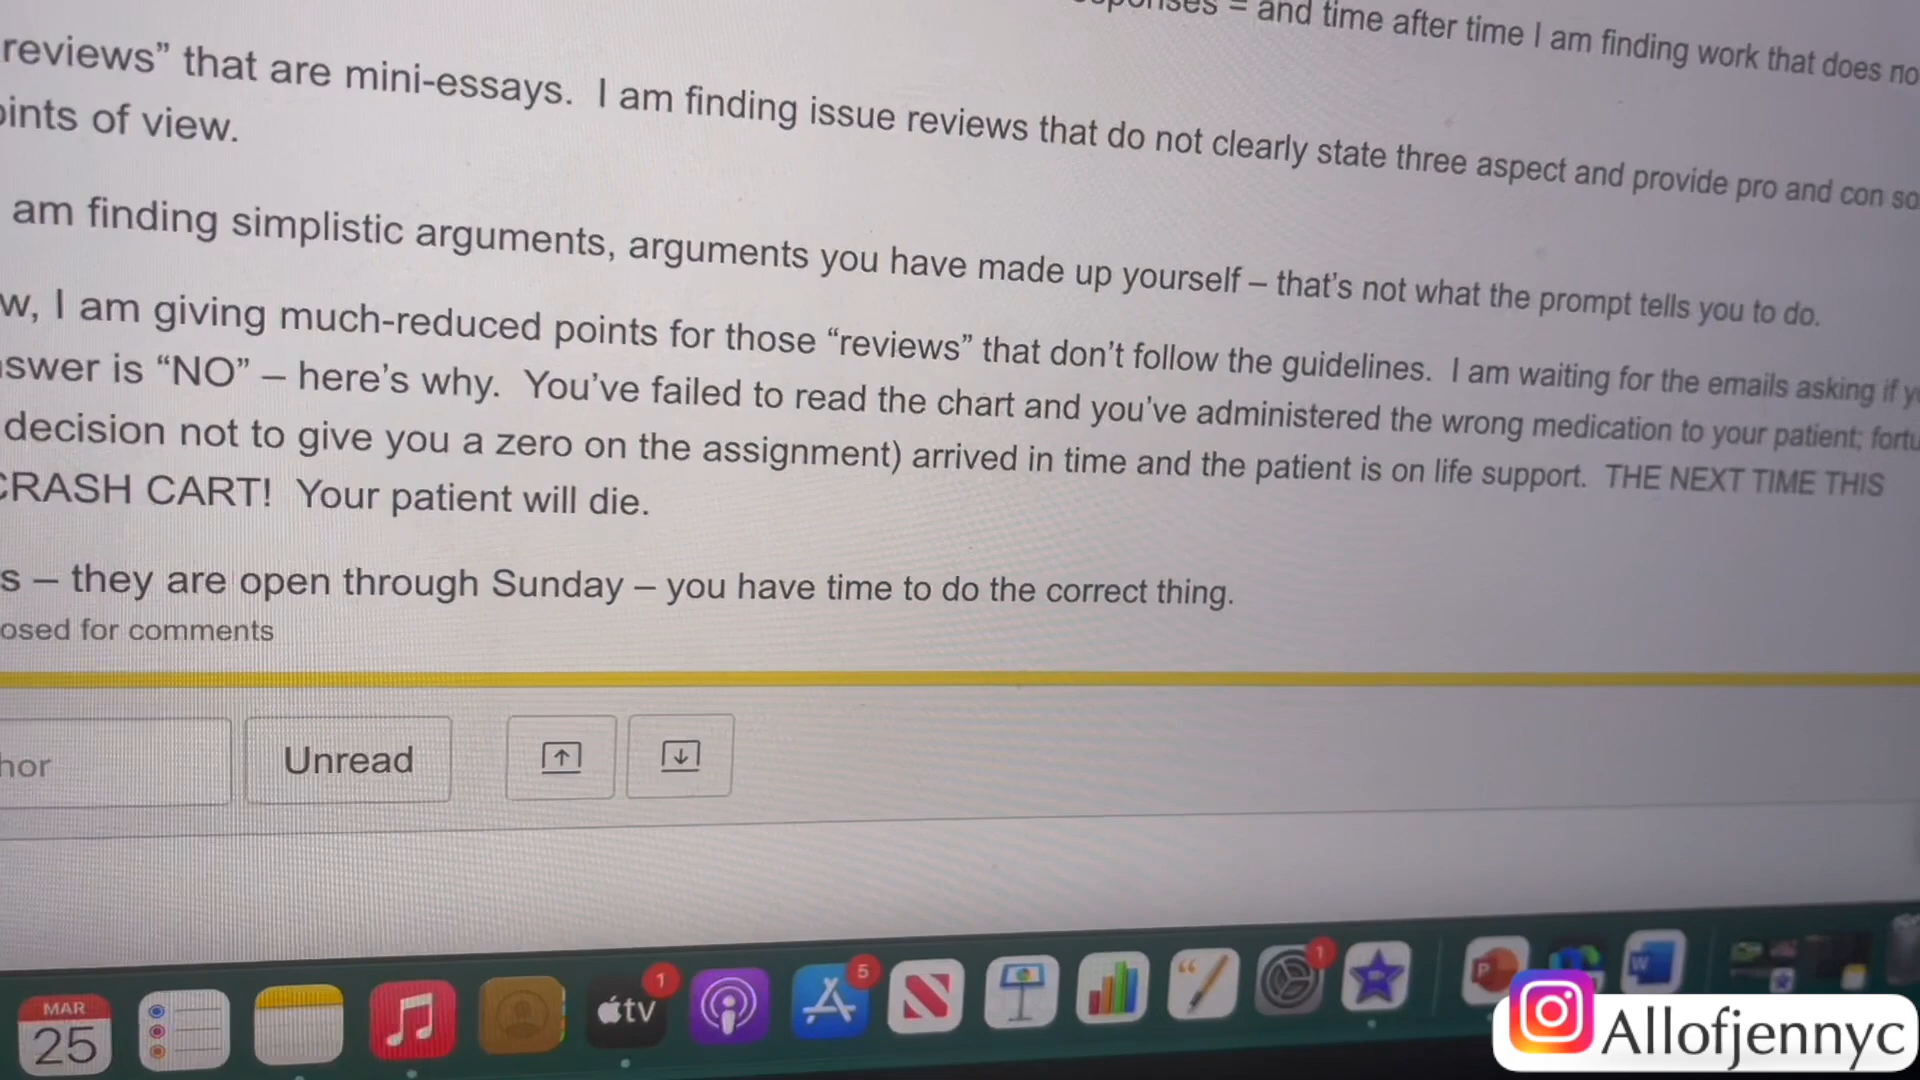 = and time after time I am finding work that does
reviews” that are mini-essays. I am finding issue reviews that do not clearly state three aspect and provide pro and con
of view.
am finding simplistic arguments, arguments you have made up yourself – that’s not what the prompt tells you to do.
I am giving much-reduced points for those “reviews” that don’t follow the guidelines. I am waiting for the emails asking if
is “NO” – here’s why. You’ve failed to read the chart and you’ve administered the wrong medication to your patient;
decision not to give you a zero on the assignment) arrived in time and the patient is on life support. THE NEXT TIME THIS
CRASH CART! Your patient will die.
– they are open through Sunday – you have time to do the correct thing.
for comments
Unread
MAR
25
tv
1
5
1
P
W
Allofjennyc